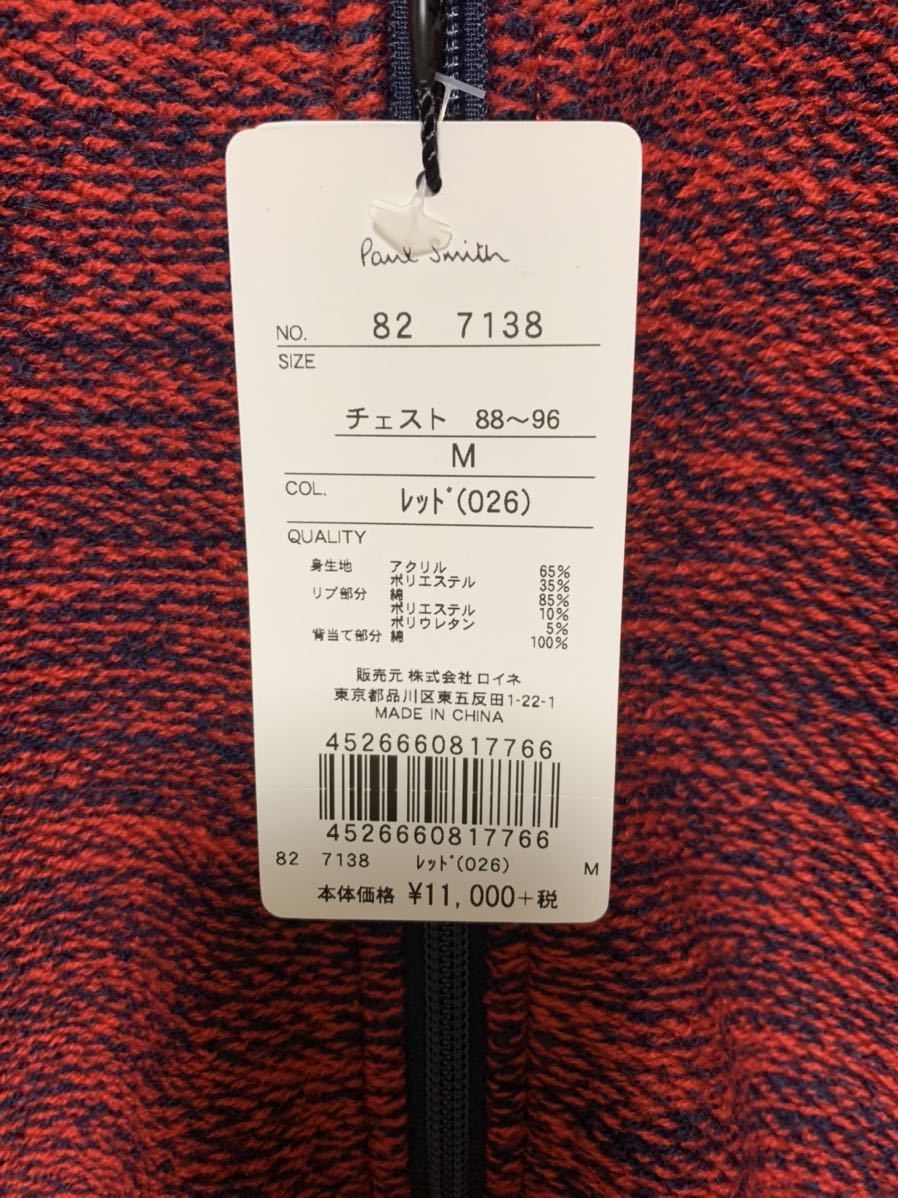 Paul Smith
NO. 82 7138
SIZE
チェスト 88～96
M
COL. ﾚｯﾄﾞ(026)
QUALITY
身生地 アクリル 65%
ポリエステル 35%
リブ部分 綿 85%
ポリエステル 10%
ポリウレタン 5%
背当て部分 綿 100%
販売元 株式会社 ロイネ
東京都品川区東五反田1-22-1
MADE IN CHINA
4526660817766
4526660817766
82 7138 ﾚｯﾄﾞ(026) M
本体価格 ¥11,000+税